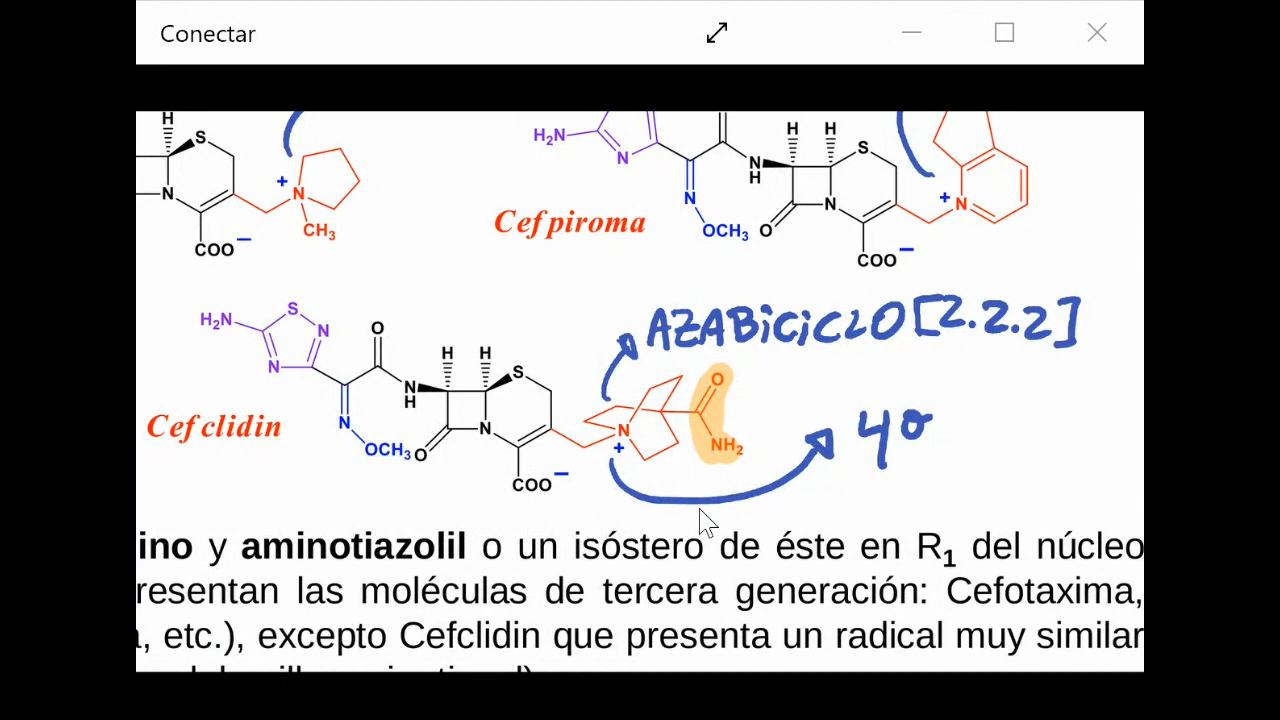 Conectar
H S
H₂N N
H H S
N
+ N
CH₃
COO −
Cefpiroma
N H
N
OCH₃
O
N
+ N
COO −
AZABiCiCLO [2.2.2]
H₂N S N N
O
H H S
N H
O
NH₂
Cefclidin
N
OCH₃
O
N
N
+
COO −
4º
ino y aminotiazolil o un isóstero de éste en R₁ del núcleo
resentan las moléculas de tercera generación: Cefotaxima,
, etc.), excepto Cefclidin que presenta un radical muy similar